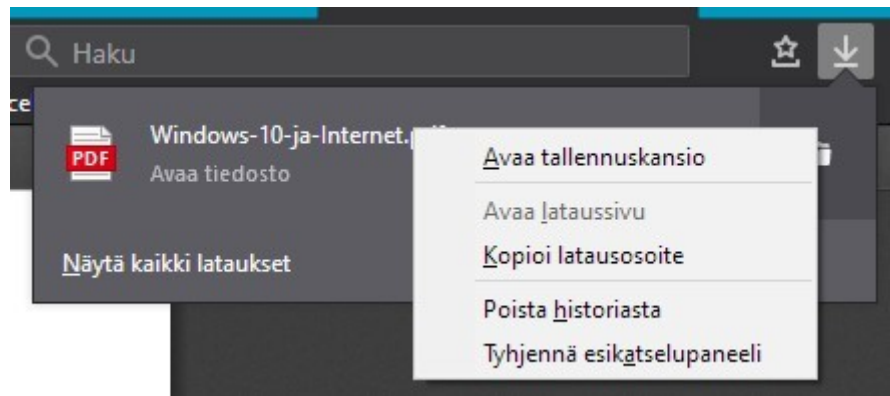 Haku
ce
Windows-10-ja-Internet.
PDF
Avaa tiedosto
Näytä kaikki lataukset
Avaa tallennuskansio
Avaa lataussivu
Kopioi latausosoite
Poista historiasta
Tyhjennä esikatselupaneeli